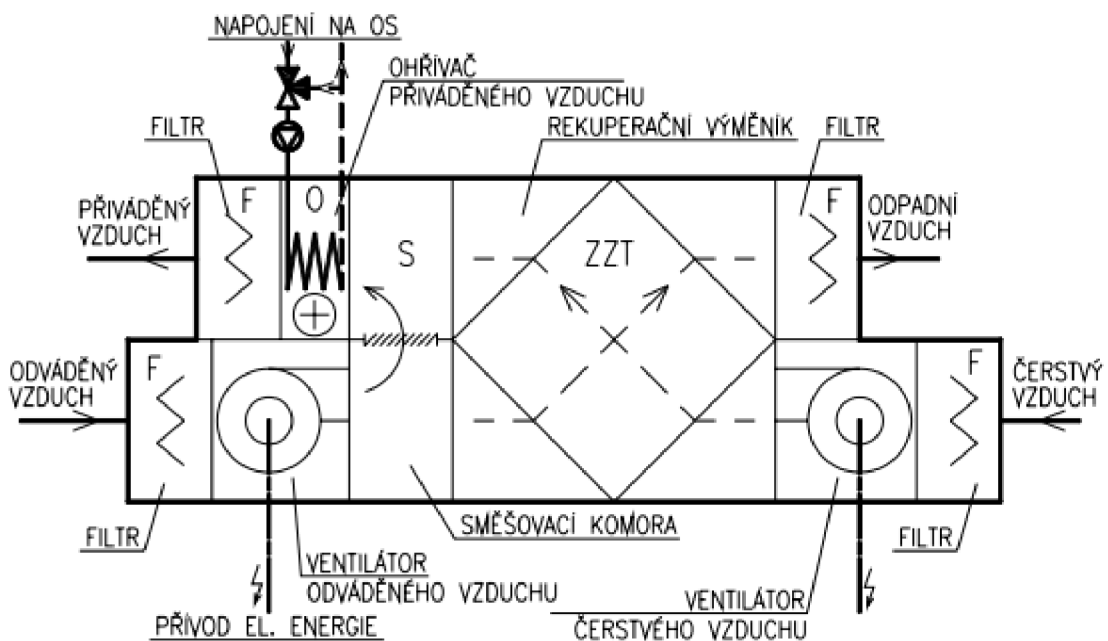 NAPOJENÍ NA OS
OHŘÍVAČ
PŘIVÁDĚNÉHO VZDUCHU
FILTR
REKUPERAČNÍ VÝMĚNÍK
FILTR
F
O
F
PŘIVÁDĚNÝ
VZDUCH
ODPADNÍ
VZDUCH
S
ZZT
ODVÁDĚNÝ
VZDUCH
F
F
ČERSTVÝ
VZDUCH
SMĚŠOVACÍ KOMORA
FILTR
FILTR
VENTILÁTOR
ODVÁDĚNÉHO VZDUCHU
VENTILÁTOR
ČERSTVÉHO VZDUCHU
PŘÍVOD EL. ENERGIE